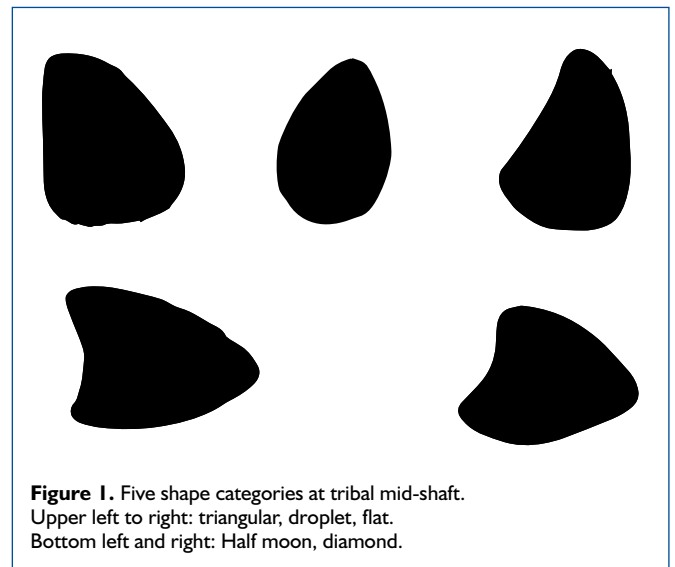 Figure 1. Five shape categories at tribal mid-shaft.
Upper left to right: triangular, droplet, flat.
Bottom left and right: Half moon, diamond.